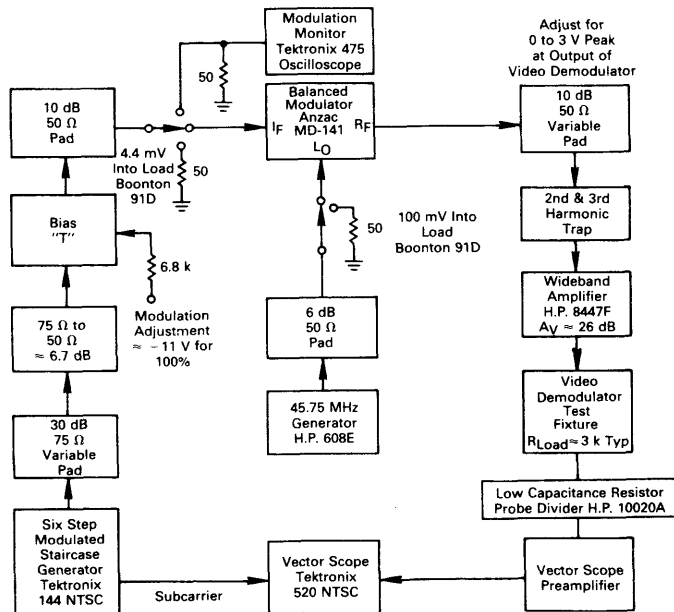 Modulation
Monitor
Tektronix 475
Oscilloscope
50
Adjust for
0 to 3 V Peak
at Output of
Video Demodulator
10 dB
50 Ω
Pad
4.4 mV
Into Load
Boonton
91D
50
Balanced
Modulator
Anzac
MD-141
IF
RF
LO
10 dB
50 Ω
Variable
Pad
100 mV Into
Load
Boonton 91D
50
Bias
"T"
6.8 k
Modulation
Adjustment
≈ −11 V for
100%
2nd & 3rd
Harmonic
Trap
75 Ω to
50 Ω
≈ 6.7 dB
6 dB
50 Ω
Pad
Wideband
Amplifier
H.P. 8447F
AV ≈ 26 dB
30 dB
75 Ω
Variable
Pad
45.75 MHz
Generator
H.P. 608E
Video
Demodulator
Test
Fixture
RLoad≈3 k Typ
Low Capacitance Resistor
Probe Divider H.P. 10020A
Six Step
Modulated
Staircase
Generator
Tektronix
144 NTSC
Subcarrier
Vector Scope
Tektronix
520 NTSC
Vector Scope
Preamplifier